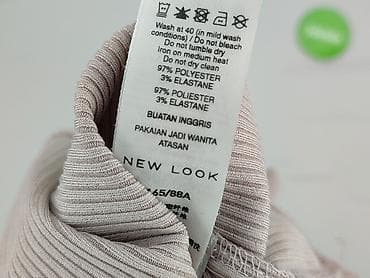 Wash at 40 (in mild wash
conditions) / Do not bleach
Do not tumble dry
Iron on medium heat
Do not dry clean
97% POLYESTER
3% ELASTANE
97% POLIESTER
3% ELASTANE
BUATAN INGGRIS
PAKAIAN JADI WANITA
ATASAN
NEW LOOK
165/88A